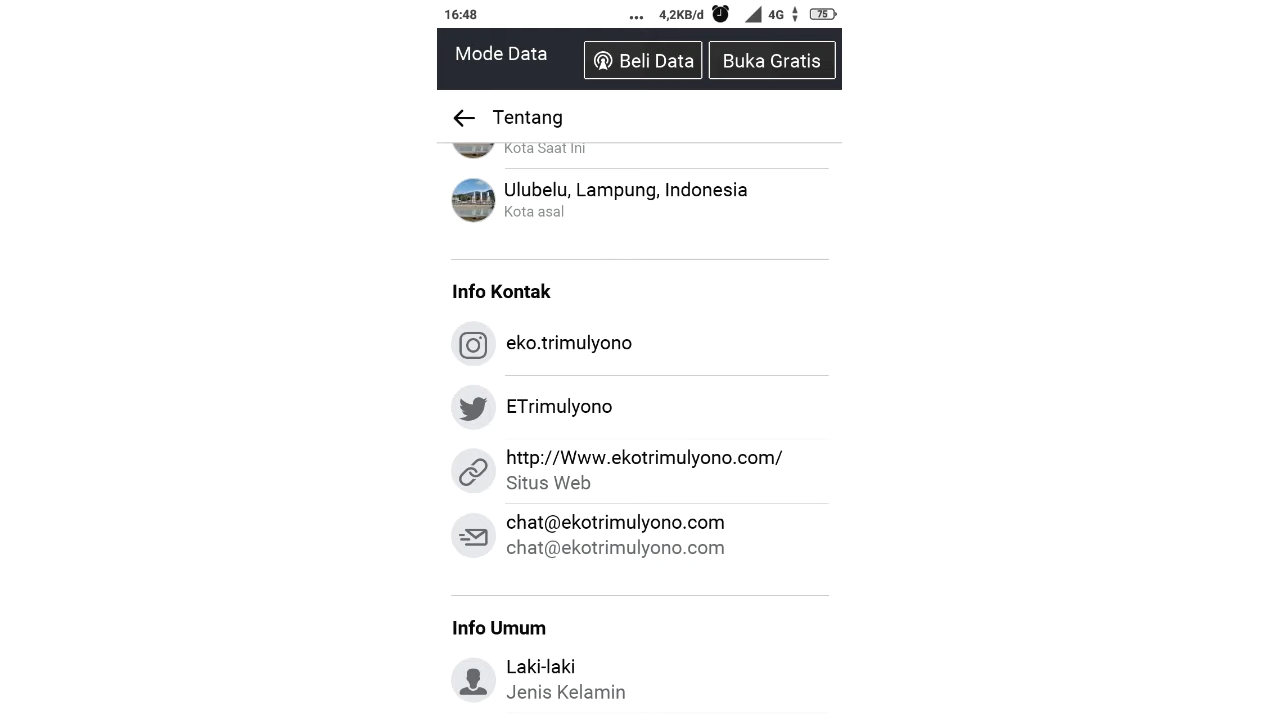 16:48 ... 4,2KB/d 4G 75
Mode Data Beli Data Buka Gratis
Tentang
Kota Saat Ini
Ulubelu, Lampung, Indonesia
Kota asal
Info Kontak
eko.trimulyono
ETrimulyono
http://Www.ekotrimulyono.com/
Situs Web
chat@ekotrimulyono.com
chat@ekotrimulyono.com
Info Umum
Laki-laki
Jenis Kelamin